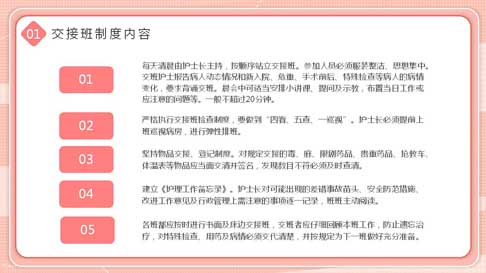 01 交接班制度内容
01
每天清晨由护士长主持，按顺序站立交接班。参加人员必须服装整洁、思想集中。
交班护士报告病人动态情况和新入院、危重、手术前后、特殊检查等病人的病情
变化，要求背诵交班。晨会中可适当安排小讲课、提问及示教，布置当日工作或
应注意的问题等。一般不超过20分钟。
02
严格执行交接班检查制度，要做到“四看、五查、一巡视”。护士长必须提前上
班巡视病房，进行弹性排班。
03
坚持物品交接、登记制度。对规定交接的毒、麻、限剧药品、贵重药品、抢救车、
体温表等物品应当面交清并签名，发现数目不符必须及时查清。
04
建立《护理工作备忘录》。护士长对可能出现的差错事故苗头、安全防范措施、
改进工作意见及行政管理上需注意的事项逐一记录，班班主动阅读。
05
各班都应按时进行书面及床边交接班，交班者应仔细回顾本班工作，防止遗忘治
疗，对特殊检查、用药及病情必须交代清楚，并按规定为下一班做好充分准备。